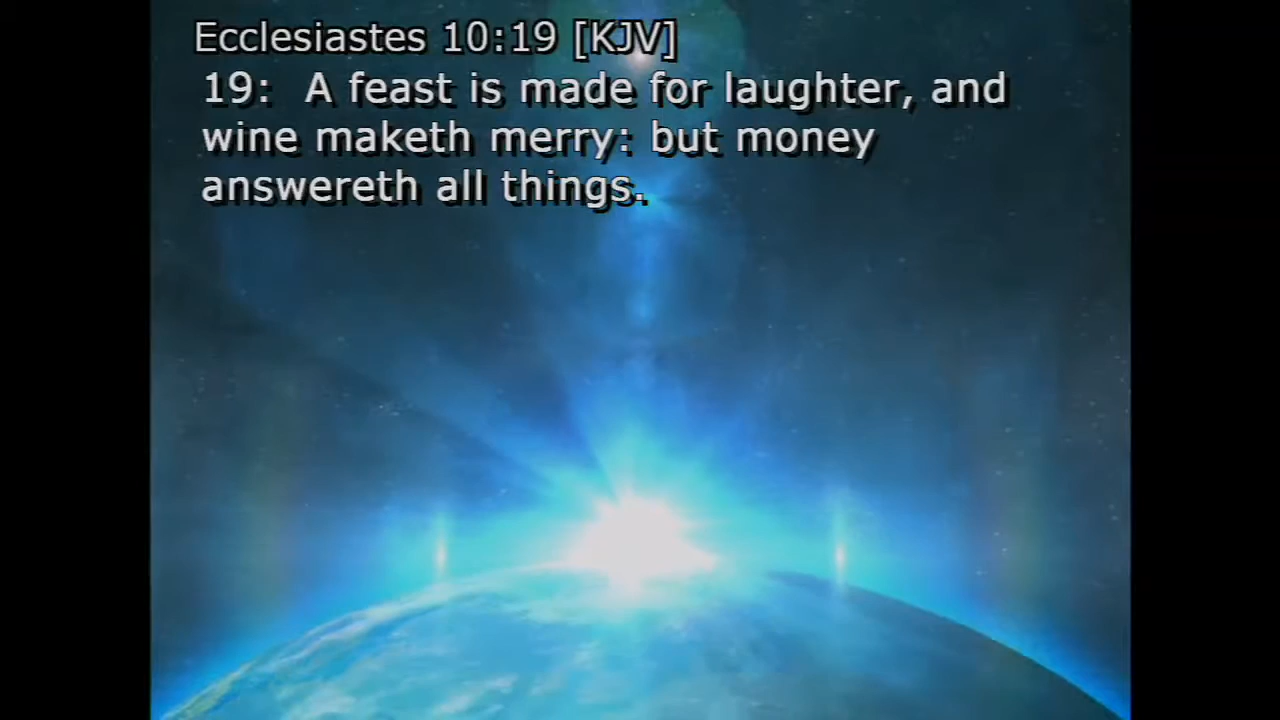 Ecclesiastes 10:19 [KJV]
19: A feast is made for laughter, and
wine maketh merry: but money
answereth all things.